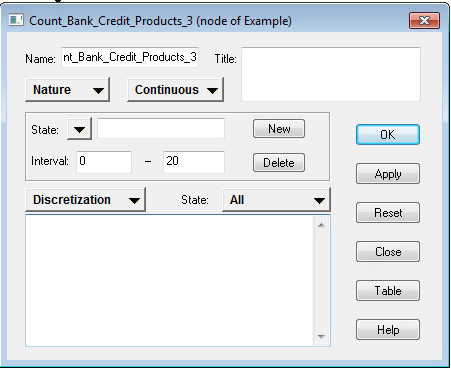 Count_Bank_Credit_Products_3 (node of Example)
Name: nt_Bank_Credit_Products_3 Title:
Nature Continuous
State: New
OK
Interval: 0 – 20 Delete
Apply
Discretization State: All
Reset
Close
Table
Help